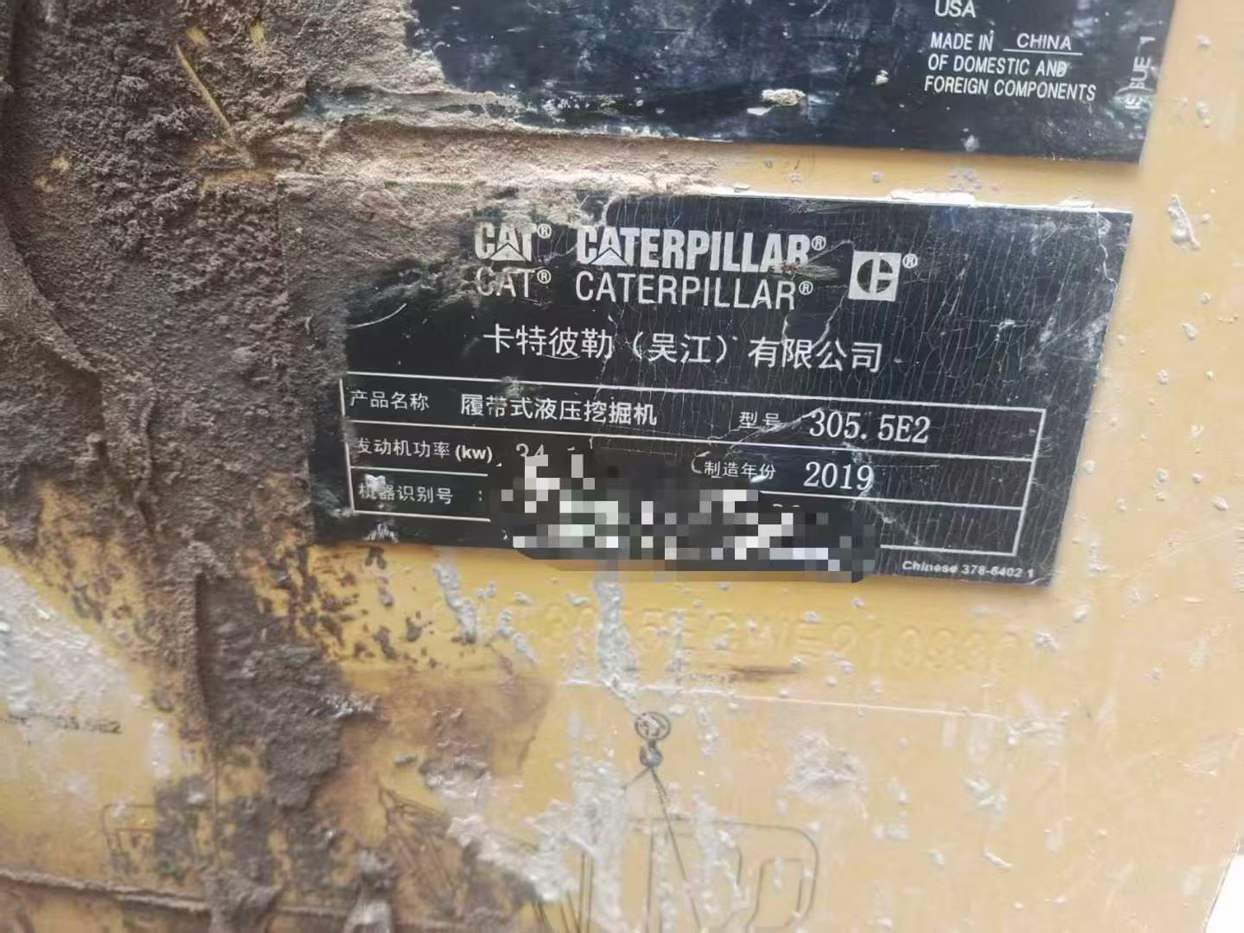 USA
MADE IN CHINA
OF DOMESTIC AND
FOREIGN COMPONENTS
CAT® CATERPILLAR®
CAT® CATERPILLAR®
卡特彼勒（吴江）有限公司
产品名称 履带式液压挖掘机 型号 305.5E2
发动机功率(kw) 34 制造年份 2019
机器识别号 :
Chinese 378-6402 1